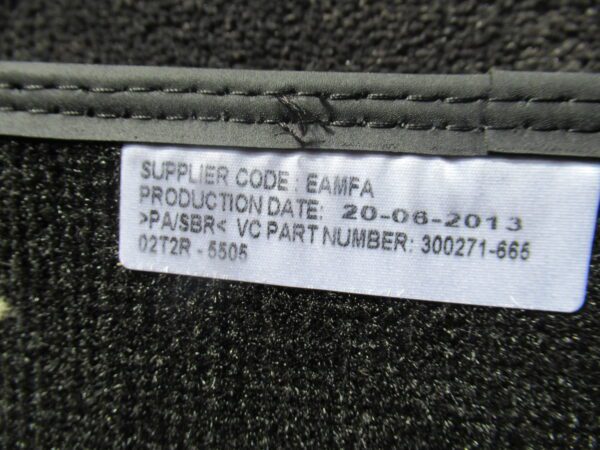 SUPPLIER CODE : EAMFA
PRODUCTION DATE: 20-06-2013
>PA/SBR< VC PART NUMBER: 300271-665
02T2R - 5505